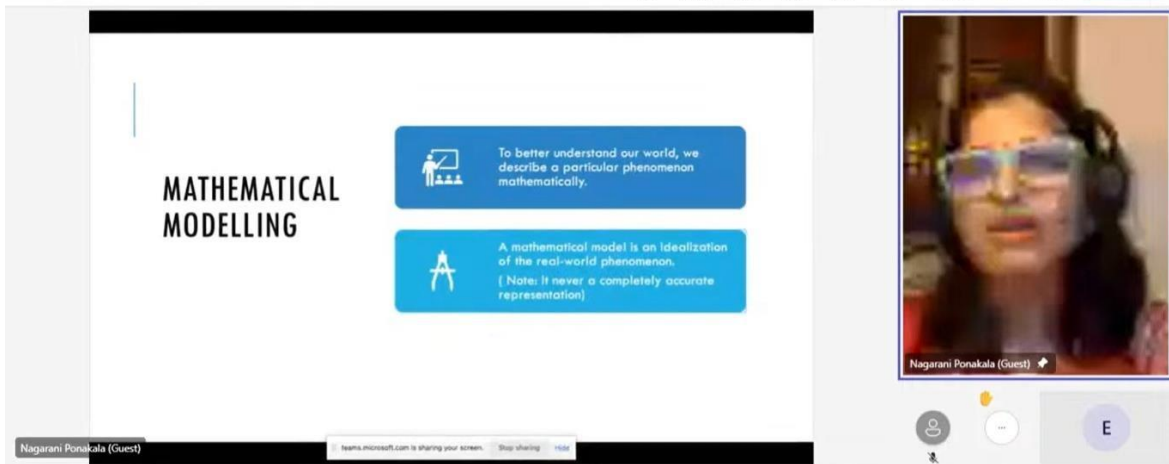 MATHEMATICAL
MODELLING
To better understand our world, we
describe a particular phenomenon
mathematically.
A mathematical model is an idealization
of the real-world phenomenon.
( Note: It never a completely accurate
representation)
Nagarani Ponakala (Guest)
E
Nagarani Ponakala (Guest)
teams.microsoft.com is sharing your screen.
Stop sharing
Hide